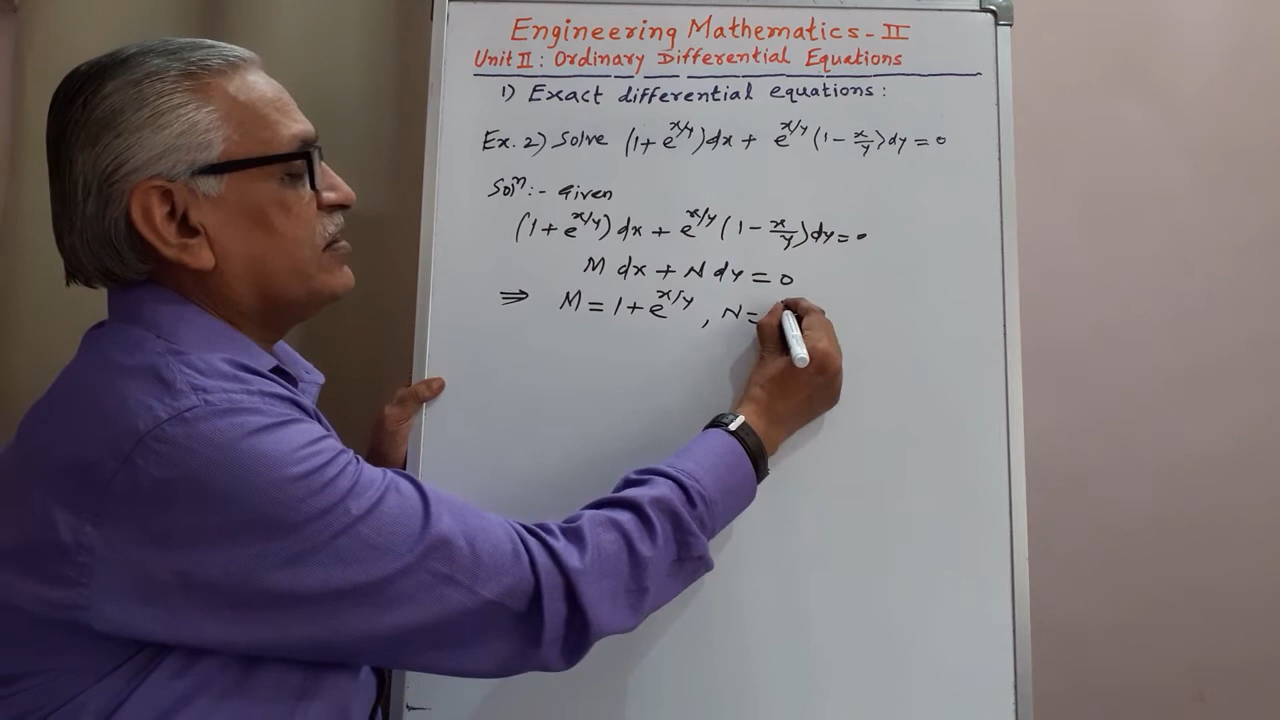 Engineering Mathematics - II
Unit II : Ordinary Differential Equations
1) Exact differential equations :
Ex. 2) Solve (1 + e^{x/y}) dx + e^{x/y} (1 - x/y) dy = 0
Solⁿ :- Given
(1 + e^{x/y}) dx + e^{x/y} (1 - x/y) dy = 0
M dx + N dy = 0
⇒ M = 1 + e^{x/y} , N =